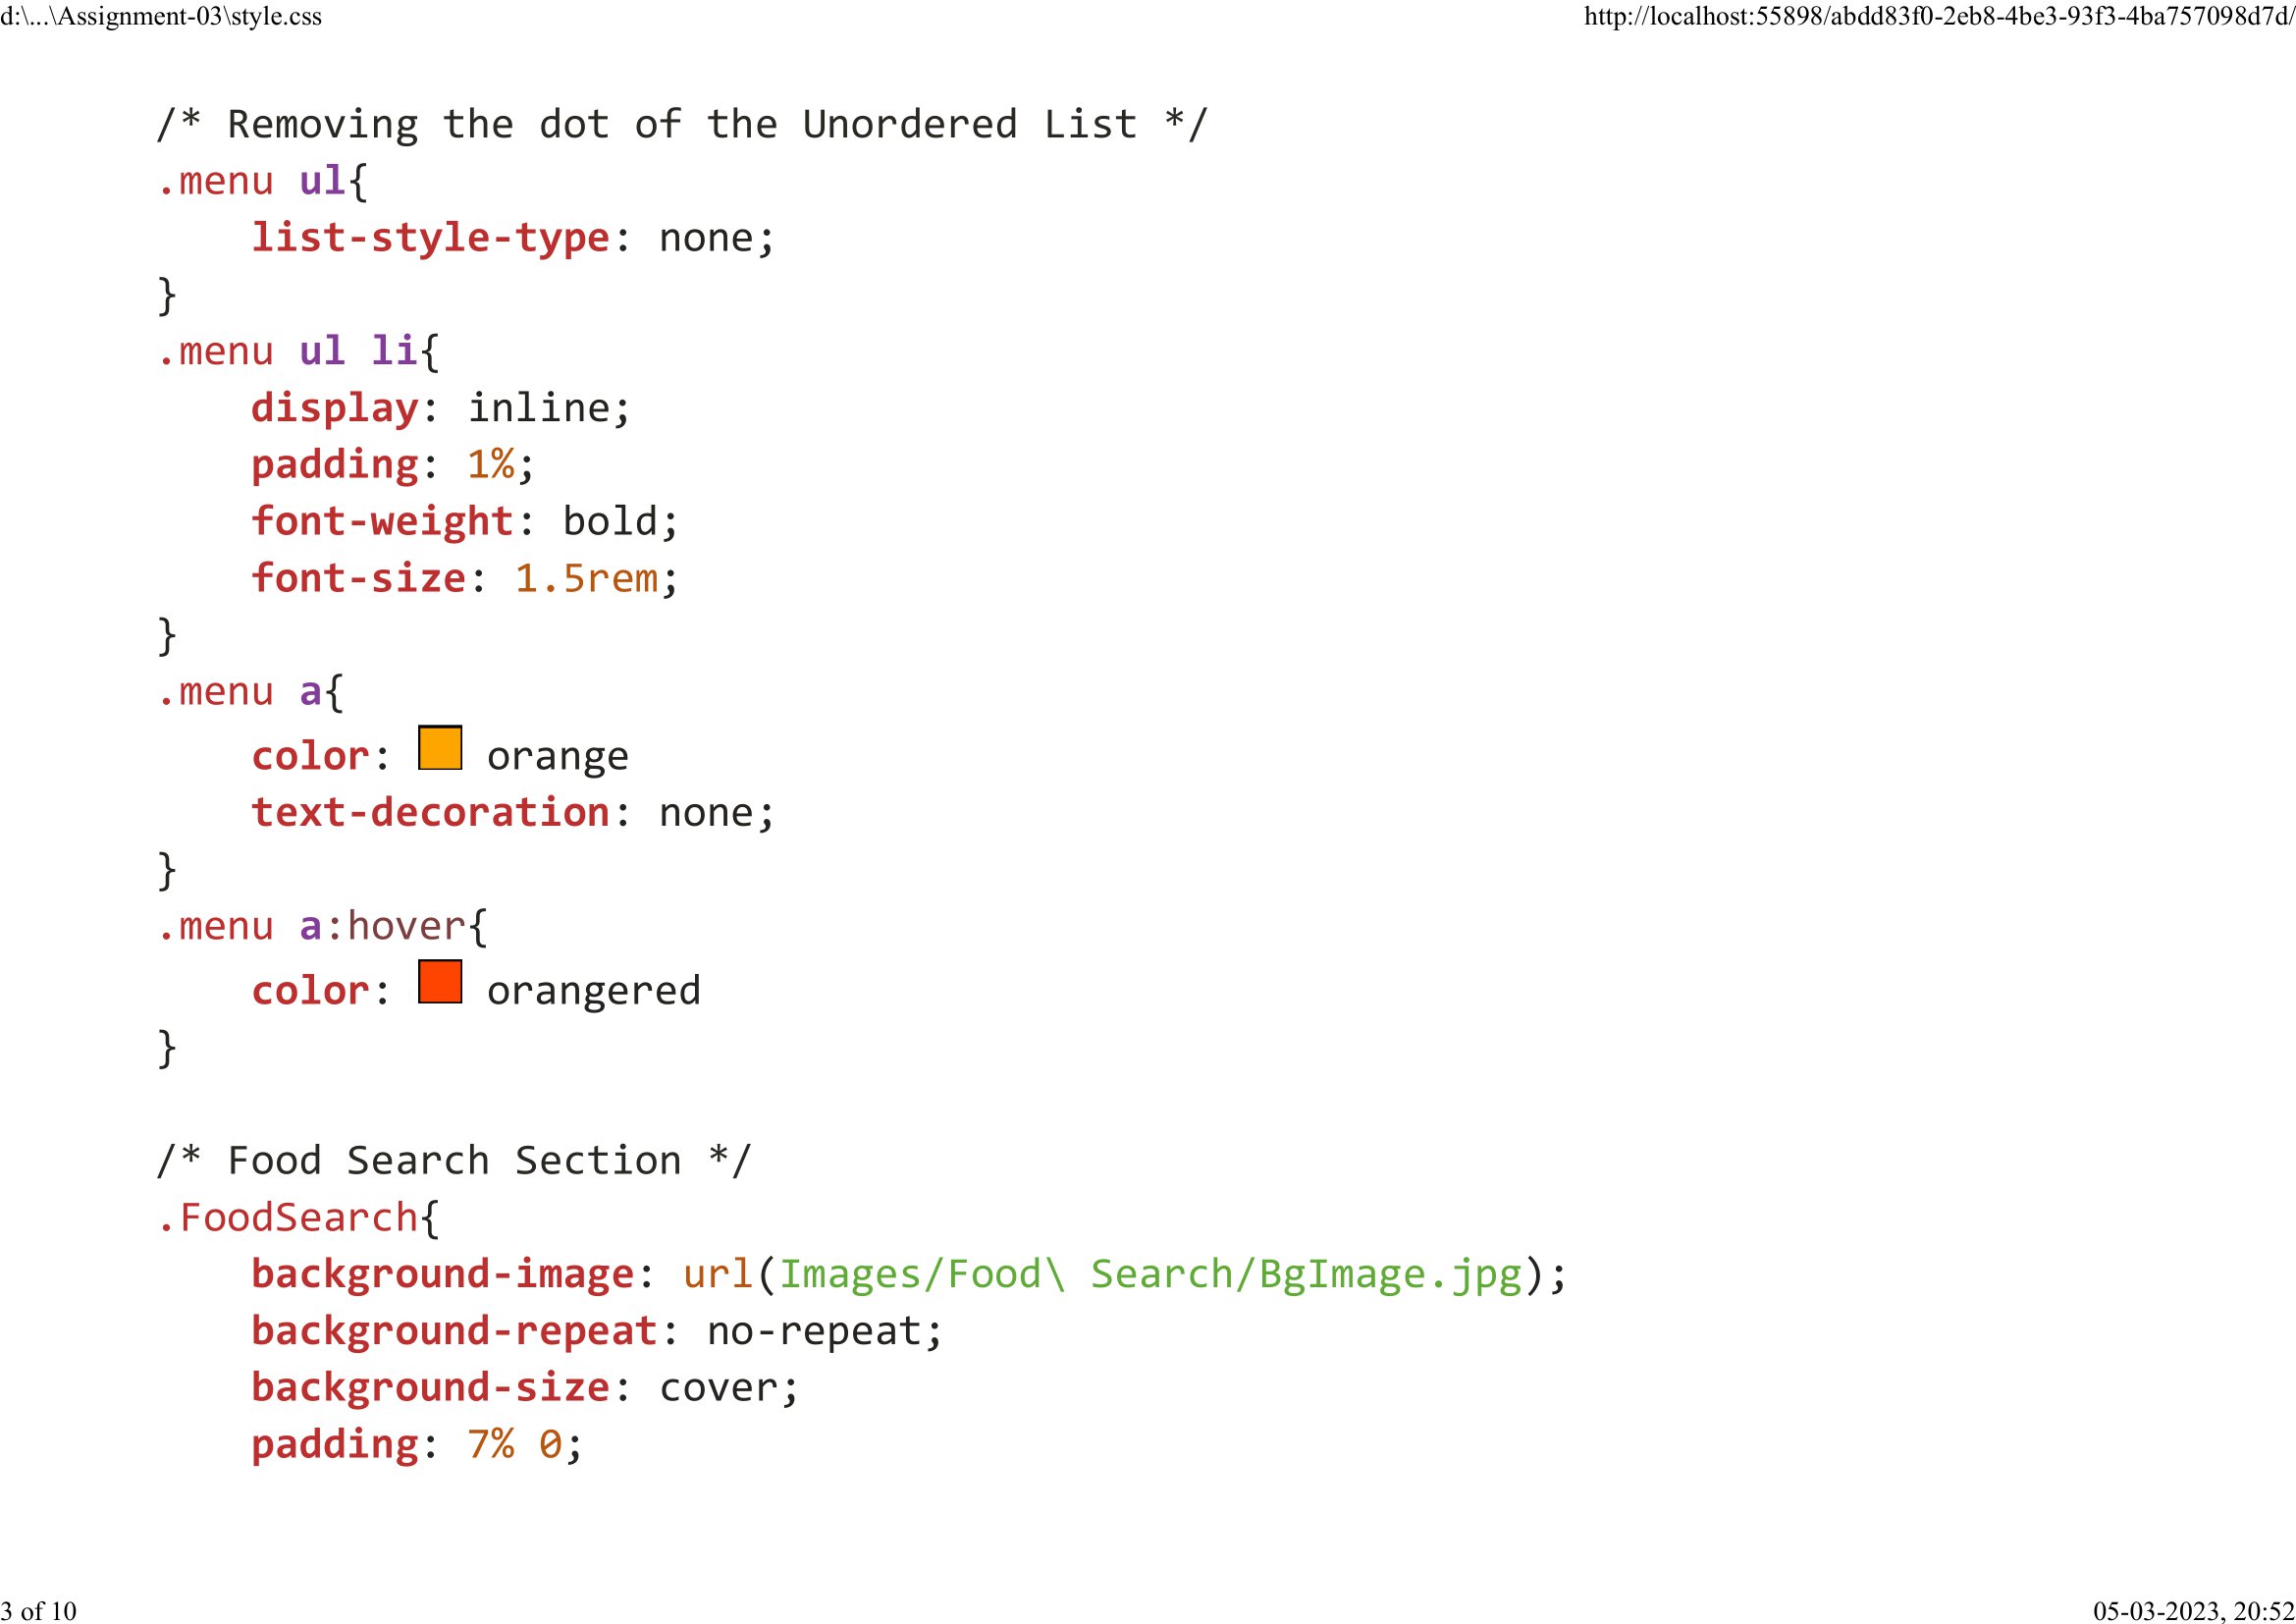 d:\...\Assignment-03\style.css http://localhost:55898/abdd83f0-2eb8-4be3-93f3-4ba757098d7d/
/* Removing the dot of the Unordered List */
.menu ul{
    list-style-type: none;
}
.menu ul li{
    display: inline;
    padding: 1%;
    font-weight: bold;
    font-size: 1.5rem;
}
.menu a{
    color: orange
    text-decoration: none;
}
.menu a:hover{
    color: orangered
}
/* Food Search Section */
.FoodSearch{
    background-image: url(Images/Food\ Search/BgImage.jpg);
    background-repeat: no-repeat;
    background-size: cover;
    padding: 7% 0;
3 of 10 05-03-2023, 20:52